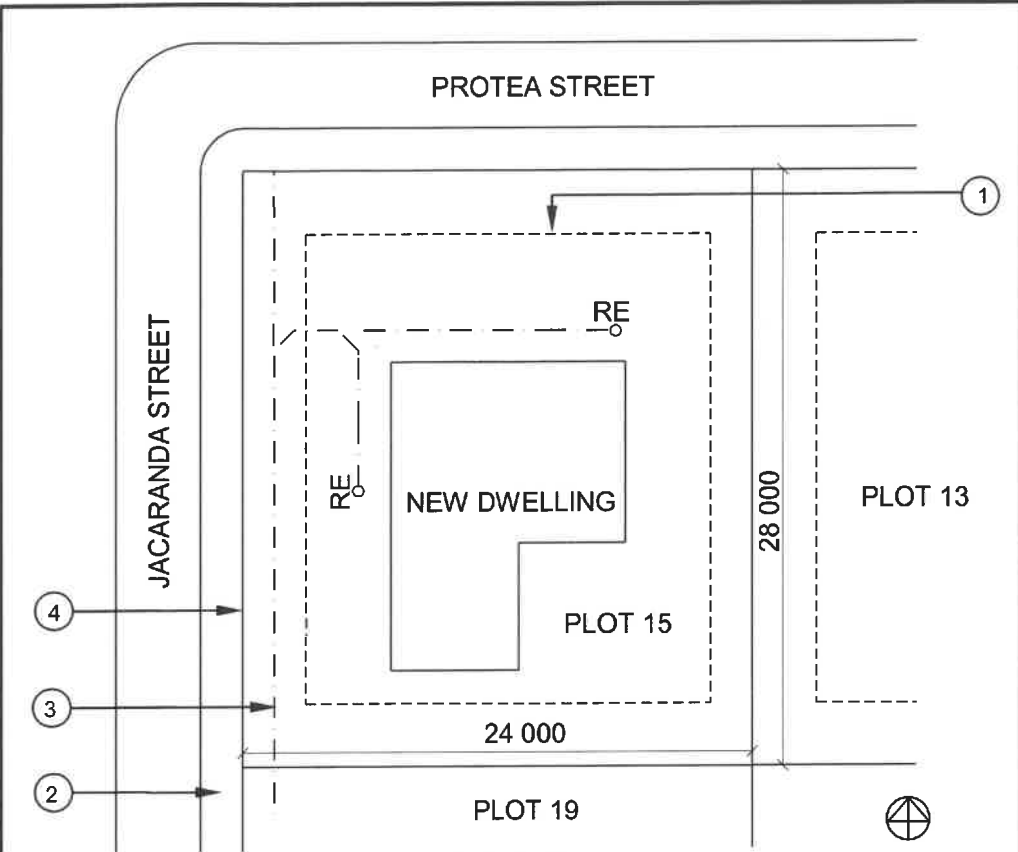 PROTEA STREET
1
RE
JACARANDA STREET
RE
NEW DWELLING
28 000
PLOT 13
4
PLOT 15
3
24 000
2
PLOT 19